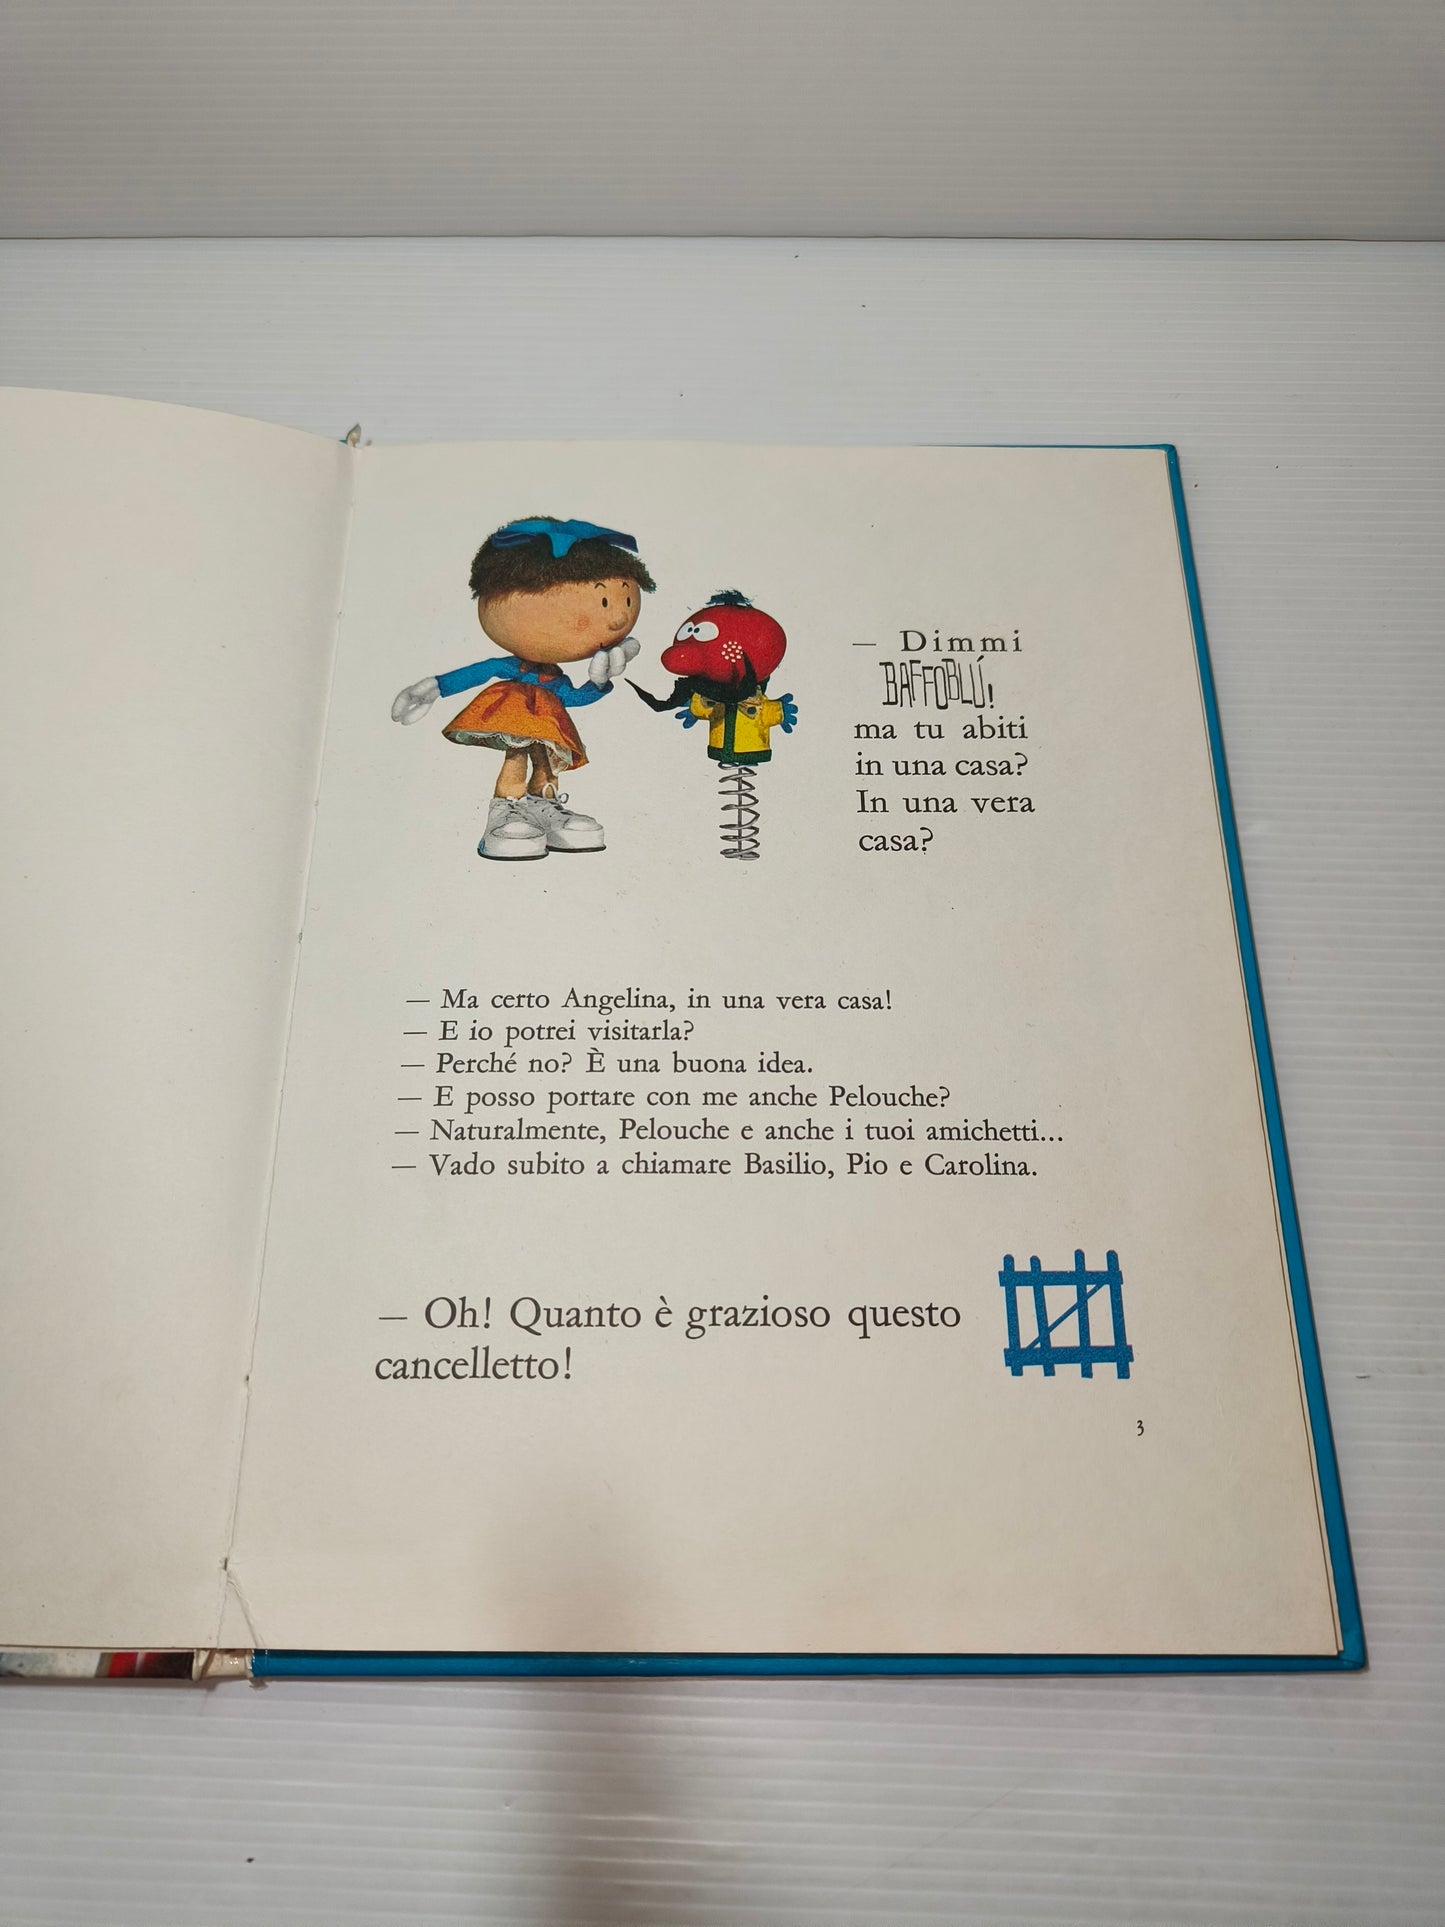 — Dimmi
BAFFOBLÚ!
ma tu abiti
in una casa?
In una vera
casa?
— Ma certo Angelina, in una vera casa!
— E io potrei visitarla?
— Perché no? È una buona idea.
— E posso portare con me anche Pelouche?
— Naturalmente, Pelouche e anche i tuoi amichetti...
— Vado subito a chiamare Basilio, Pio e Carolina.
— Oh! Quanto è grazioso questo
cancelletto!
3